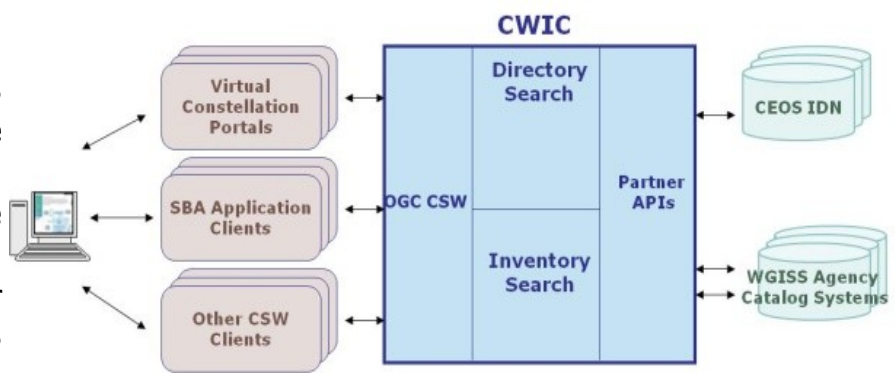 CWIC
Virtual
Constellation
Portals
SBA Application
Clients
Other CSW
Clients
OGC CSW
Directory
Search
Inventory
Search
Partner
APIs
CEOS IDN
WGISS Agency
Catalog Systems